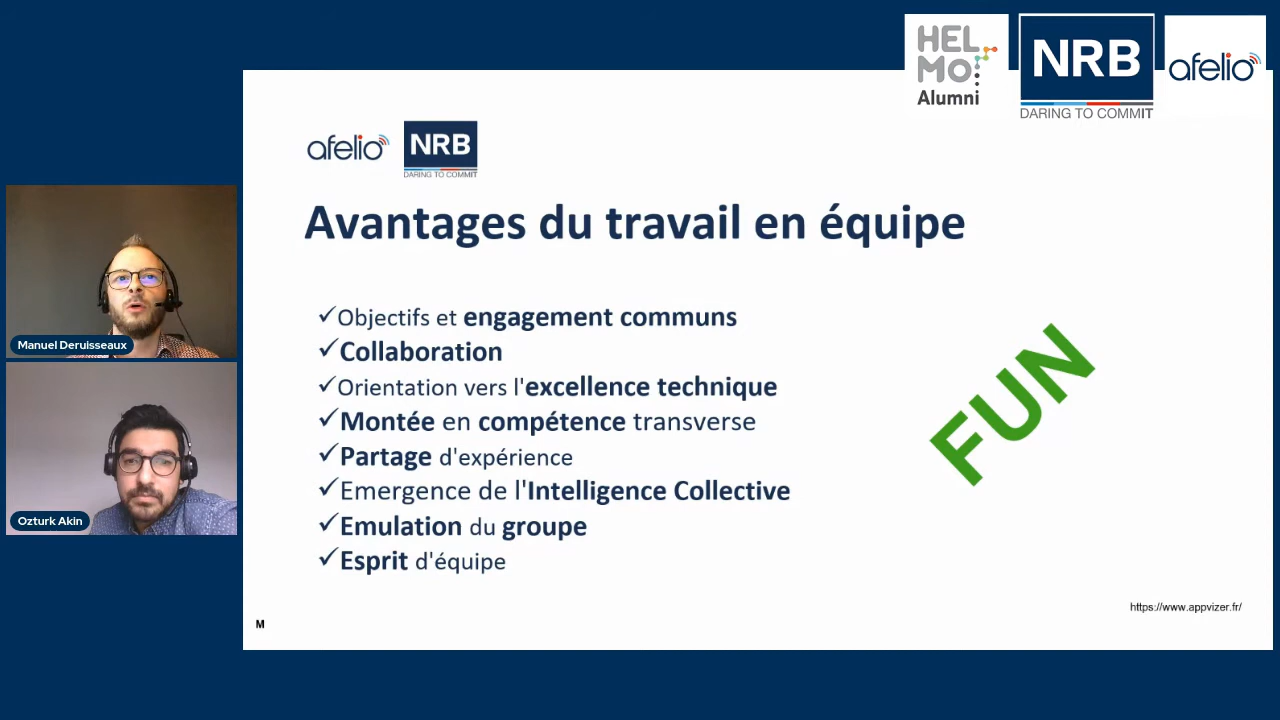 HEL
MO
Alumni
NRB
DARING TO COMMIT
afelio
afelio
NRB
DARING TO COMMIT
Avantages du travail en équipe
Objectifs et engagement communs
Collaboration
Orientation vers l'excellence technique
Montée en compétence transverse
Partage d'expérience
Emergence de l'Intelligence Collective
Emulation du groupe
Esprit d'équipe
FUN
https://www.appvizer.fr/
M
Manuel Deruisseaux
Ozturk Akin